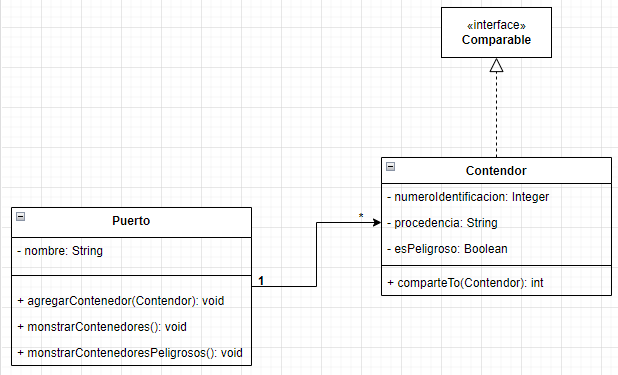 «interface»
Comparable
Contendor
- numeroIdentificacion: Integer
- procedencia: String
- esPeligroso: Boolean
+ comparteTo(Contendor): int
*
1
Puerto
- nombre: String
+ agregarContenedor(Contendor): void
+ monstrarContenedores(): void
+ monstrarContenedoresPeligrosos(): void